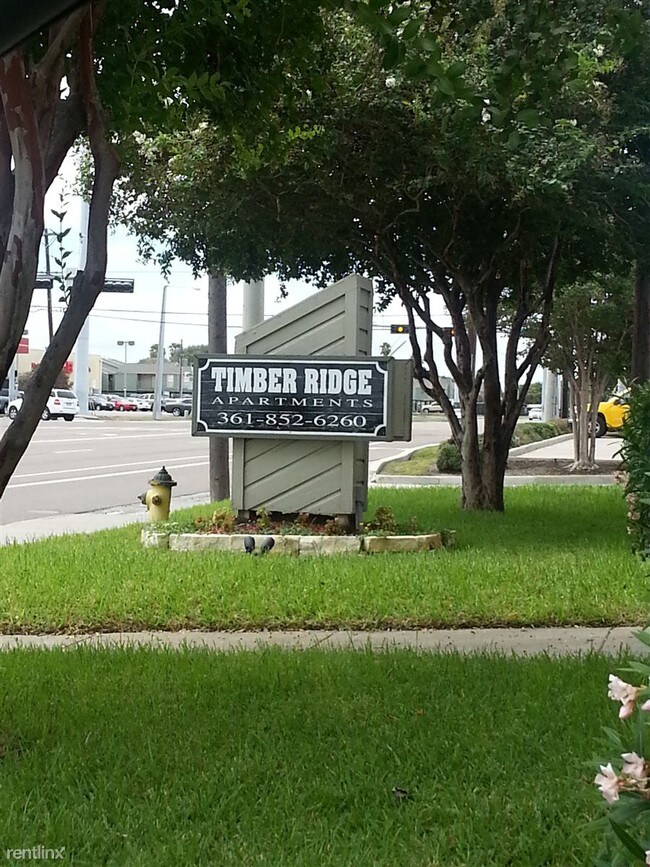 TIMBER RIDGE
APARTMENTS
361-852-6260
rentlinx